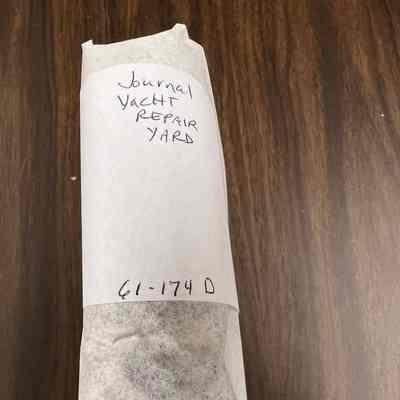 Journal
YACHT
REPAIR
YARD
61-174 D